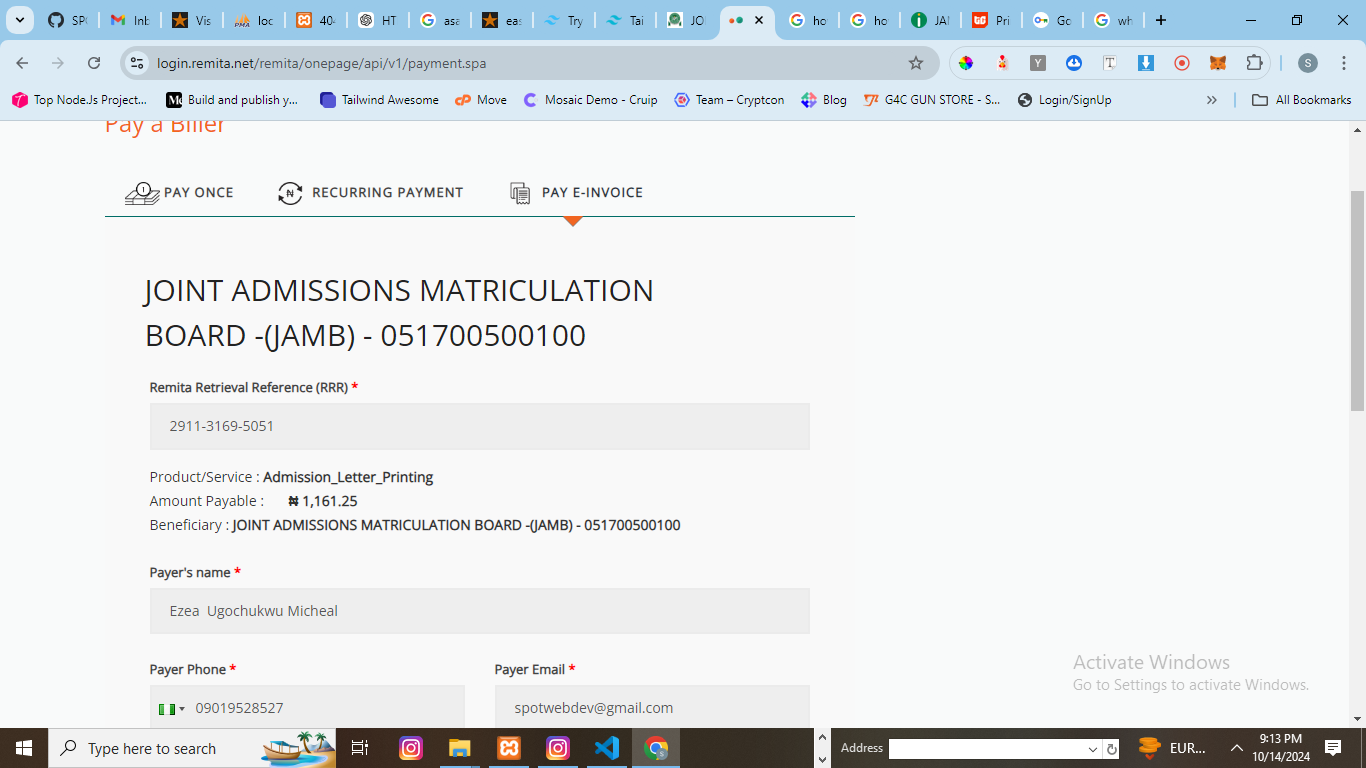 SPO
Inb
Vis
loc
404
HT
asa
eas
Try
Tai
JOI
ho
ho
JAM
Pri
Go
wh
login.remita.net/remita/onepage/api/v1/payment.spa
S
Top Node.Js Project...
Build and publish y...
Tailwind Awesome
Move
Mosaic Demo - Cruip
Team – Cryptcon
Blog
G4C GUN STORE - S...
Login/SignUp
All Bookmarks
Pay a Biller
PAY ONCE
RECURRING PAYMENT
PAY E-INVOICE
JOINT ADMISSIONS MATRICULATION
BOARD -(JAMB) - 051700500100
Remita Retrieval Reference (RRR) *
2911-3169-5051
Product/Service : Admission_Letter_Printing
Amount Payable : ₦ 1,161.25
Beneficiary : JOINT ADMISSIONS MATRICULATION BOARD -(JAMB) - 051700500100
Payer's name *
Ezea Ugochukwu Micheal
Payer Phone *
Payer Email *
09019528527
spotwebdev@gmail.com
Activate Windows
Go to Settings to activate Windows.
Type here to search
Address
EUR...
9:13 PM
10/14/2024